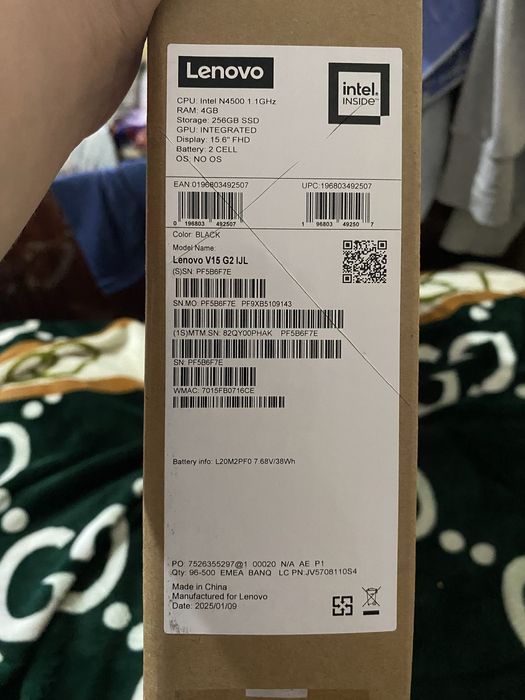 Lenovo
intel.
INSIDE™
CPU: Intel N4500 1.1GHz
RAM: 4GB
Storage: 256GB SSD
GPU: INTEGRATED
Display: 15.6" FHD
Battery: 2 CELL
OS: NO OS
EAN:0196803492507 UPC:196803492507
0 196803 492507 1 96803 49250 7
Color: BLACK
Model Name:
Lenovo V15 G2 IJL
(S)SN: PF5B6F7E
SN.MO: PF5B6F7E PF9XB5109143
(1S)MTM.SN: 82QY00PHAK PF5B6F7E
SN: PF5B6F7E
WMAC: 7015FB0716CE
Battery info: L20M2PF0 7.68V/38Wh
PO 7526355297@1 00020 N/A AE P1
Qty: 96-500 EMEA BANQ LC PN:JV5708110S4
Made in China
Manufactured for Lenovo
Date: 2025/01/09